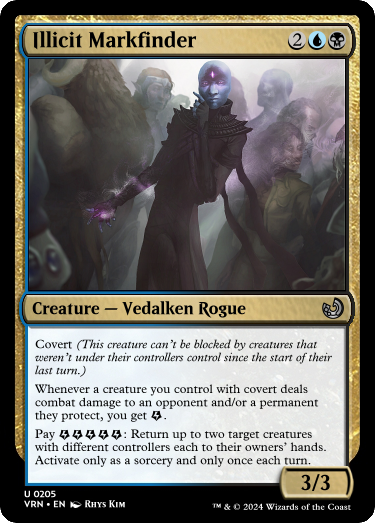 Illicit Markfinder
2
Creature — Vedalken Rogue
Covert (This creature can't be blocked by creatures that
weren't under their controllers control since the start of their
last turn.)
Whenever a creature you control with covert deals
combat damage to an opponent and/or a permanent
they protect, you get .
Pay : Return up to two target creatures
with different controllers each to their owners' hands.
Activate only as a sorcery and only once each turn.
3/3
U 0205
VRN • EN Rhys Kim
™ & © 2024 Wizards of the Coast